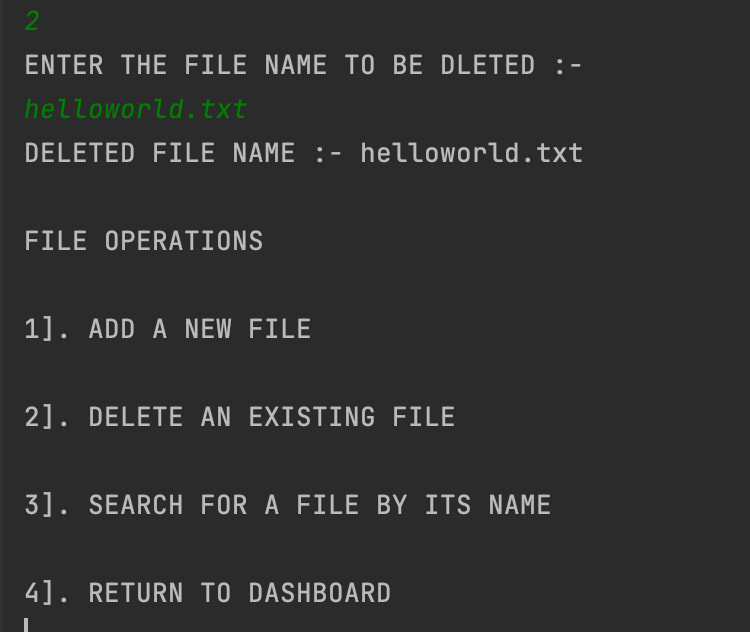 2
ENTER THE FILE NAME TO BE DLETED :-
helloworld.txt
DELETED FILE NAME :- helloworld.txt
FILE OPERATIONS
1]. ADD A NEW FILE
2]. DELETE AN EXISTING FILE
3]. SEARCH FOR A FILE BY ITS NAME
4]. RETURN TO DASHBOARD